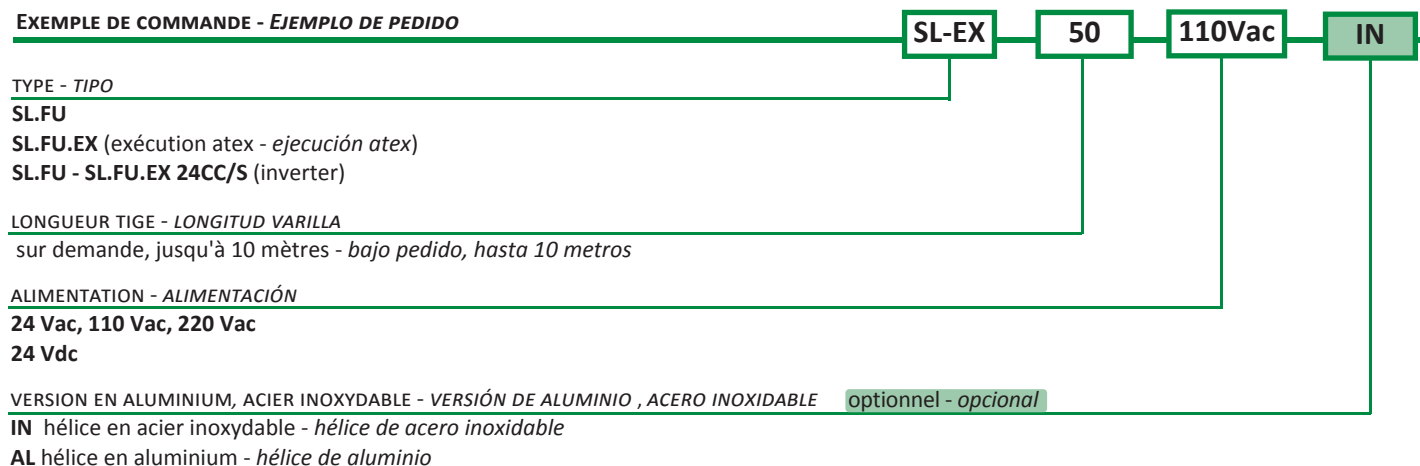 EXEMPLE DE COMMANDE - EJEMPLO DE PEDIDO
SL-EX 50 110Vac IN
TYPE - TIPO
SL.FU
SL.FU.EX (exécution atex - ejecución atex)
SL.FU - SL.FU.EX 24CC/S (inverter)
LONGUEUR TIGE - LONGITUD VARILLA
sur demande, jusqu'à 10 mètres - bajo pedido, hasta 10 metros
ALIMENTATION - ALIMENTACIÓN
24 Vac, 110 Vac, 220 Vac
24 Vdc
VERSION EN ALUMINIUM, ACIER INOXYDABLE - VERSIÓN DE ALUMINIO , ACERO INOXIDABLE optionnel - opcional
IN hélice en acier inoxydable - hélice de acero inoxidable
AL hélice en aluminium - hélice de aluminio